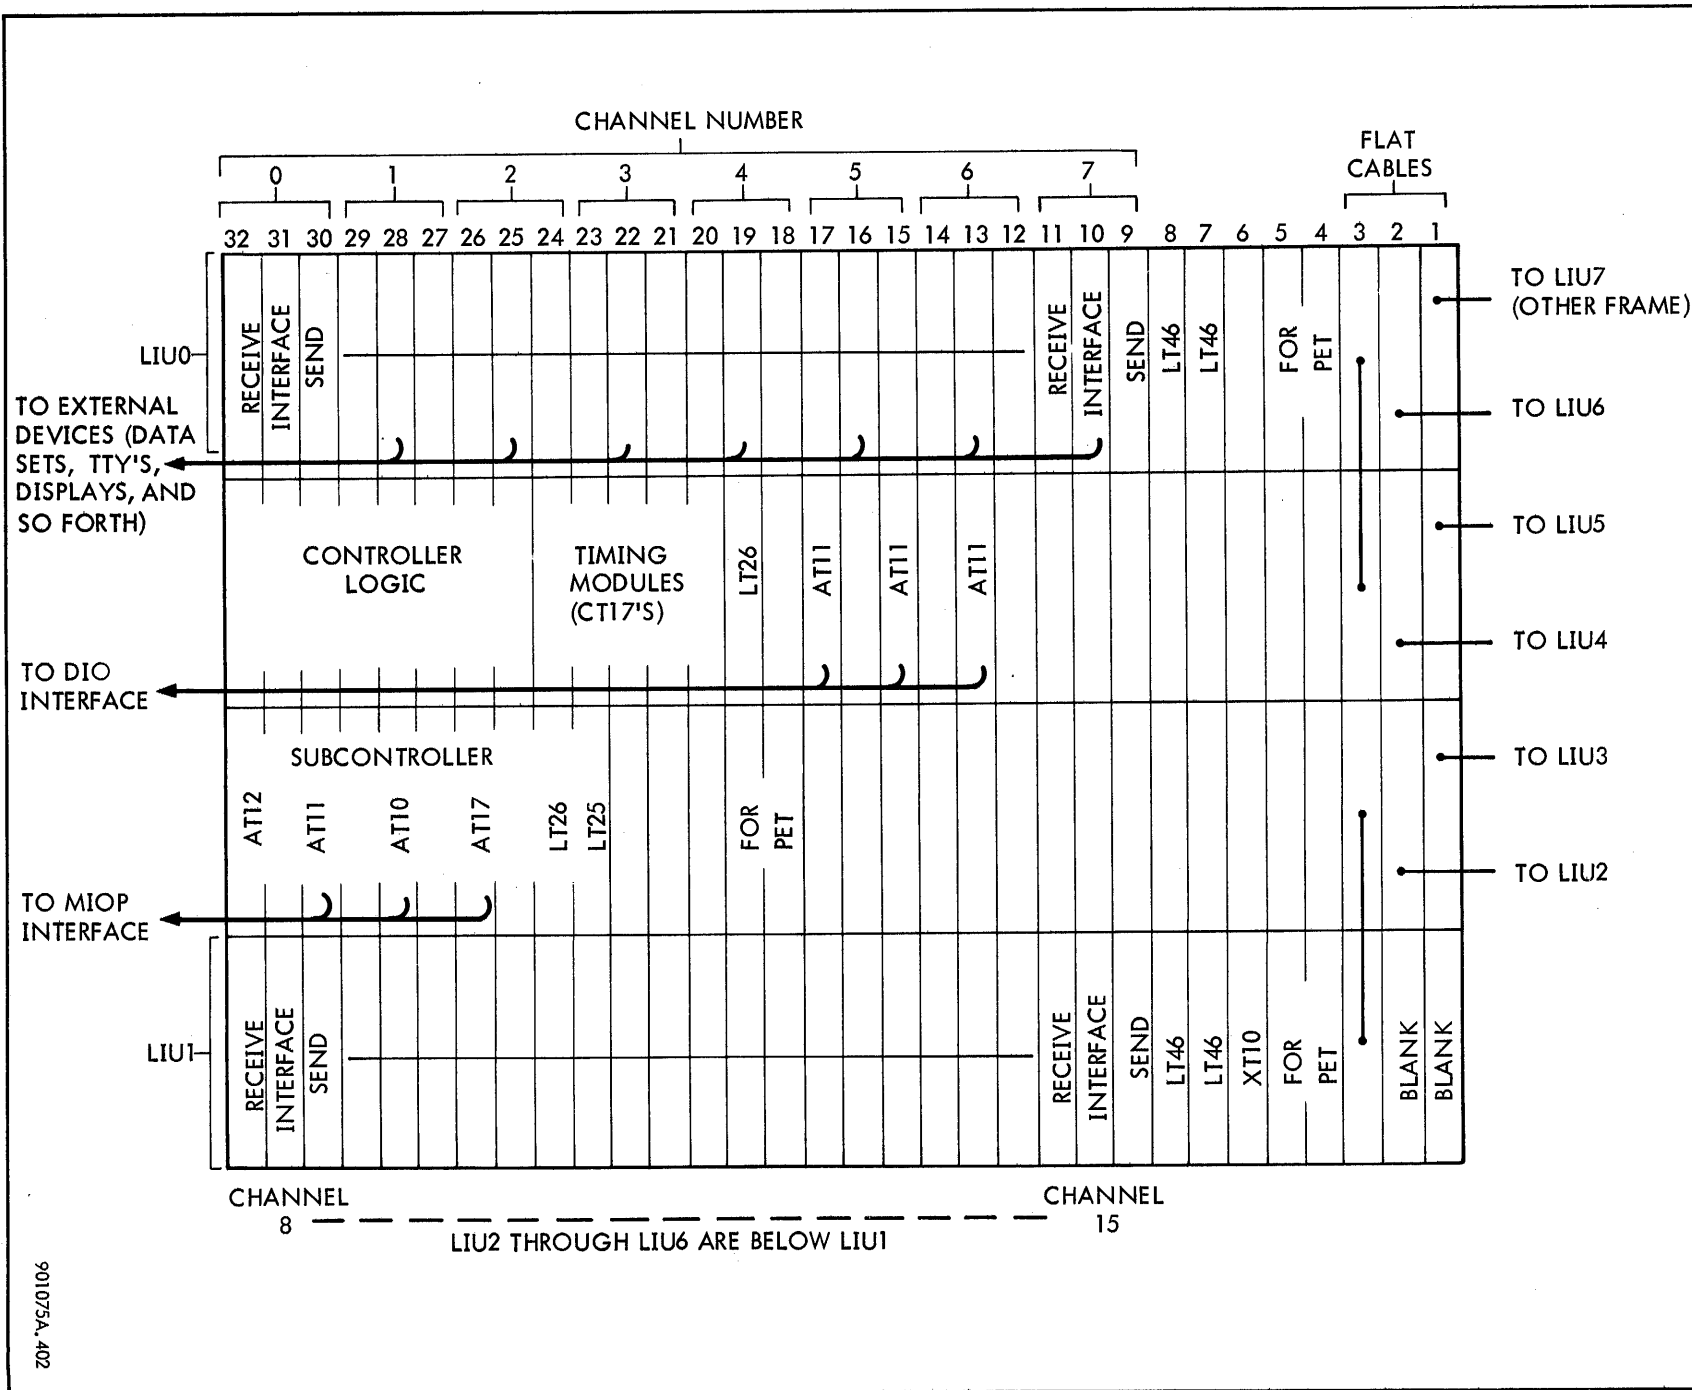 CHANNEL NUMBER
FLAT
CABLES
0 1 2 3 4 5 6 7
32 31 30 29 28 27 26 25 24 23 22 21 20 19 18 17 16 15 14 13 12 11 10 9 8 7 6 5 4 3 2 1
LIU0
RECEIVE
INTERFACE
SEND
RECEIVE
INTERFACE
SEND
LT46
LT46
FOR
PET
TO LIU7
(OTHER FRAME)
TO LIU6
TO EXTERNAL
DEVICES (DATA
SETS, TTY'S,
DISPLAYS, AND
SO FORTH)
CONTROLLER
LOGIC
TIMING
MODULES
(CT17'S)
LT26
AT11
AT11
AT11
TO LIU5
TO LIU4
TO DIO
INTERFACE
SUBCONTROLLER
AT12
AT11
AT10
AT17
LT26
LT25
FOR
PET
TO LIU3
TO LIU2
TO MIOP
INTERFACE
LIU1
RECEIVE
INTERFACE
SEND
RECEIVE
INTERFACE
SEND
LT46
LT46
XT10
FOR
PET
BLANK
BLANK
CHANNEL
8
CHANNEL
15
LIU2 THROUGH LIU6 ARE BELOW LIU1
901075A.402